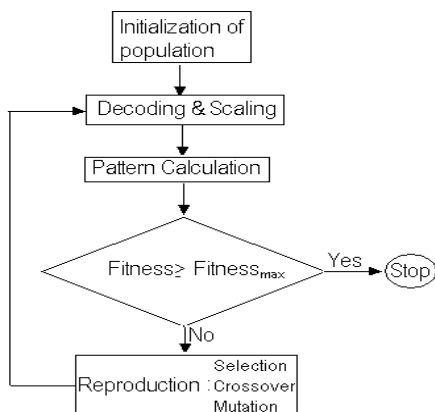 Initialization of
population
Decoding & Scaling
Pattern Calculation
Fitness≥ Fitnessmax
Yes
Stop
No
Selection
Reproduction : Crossover
Mutation